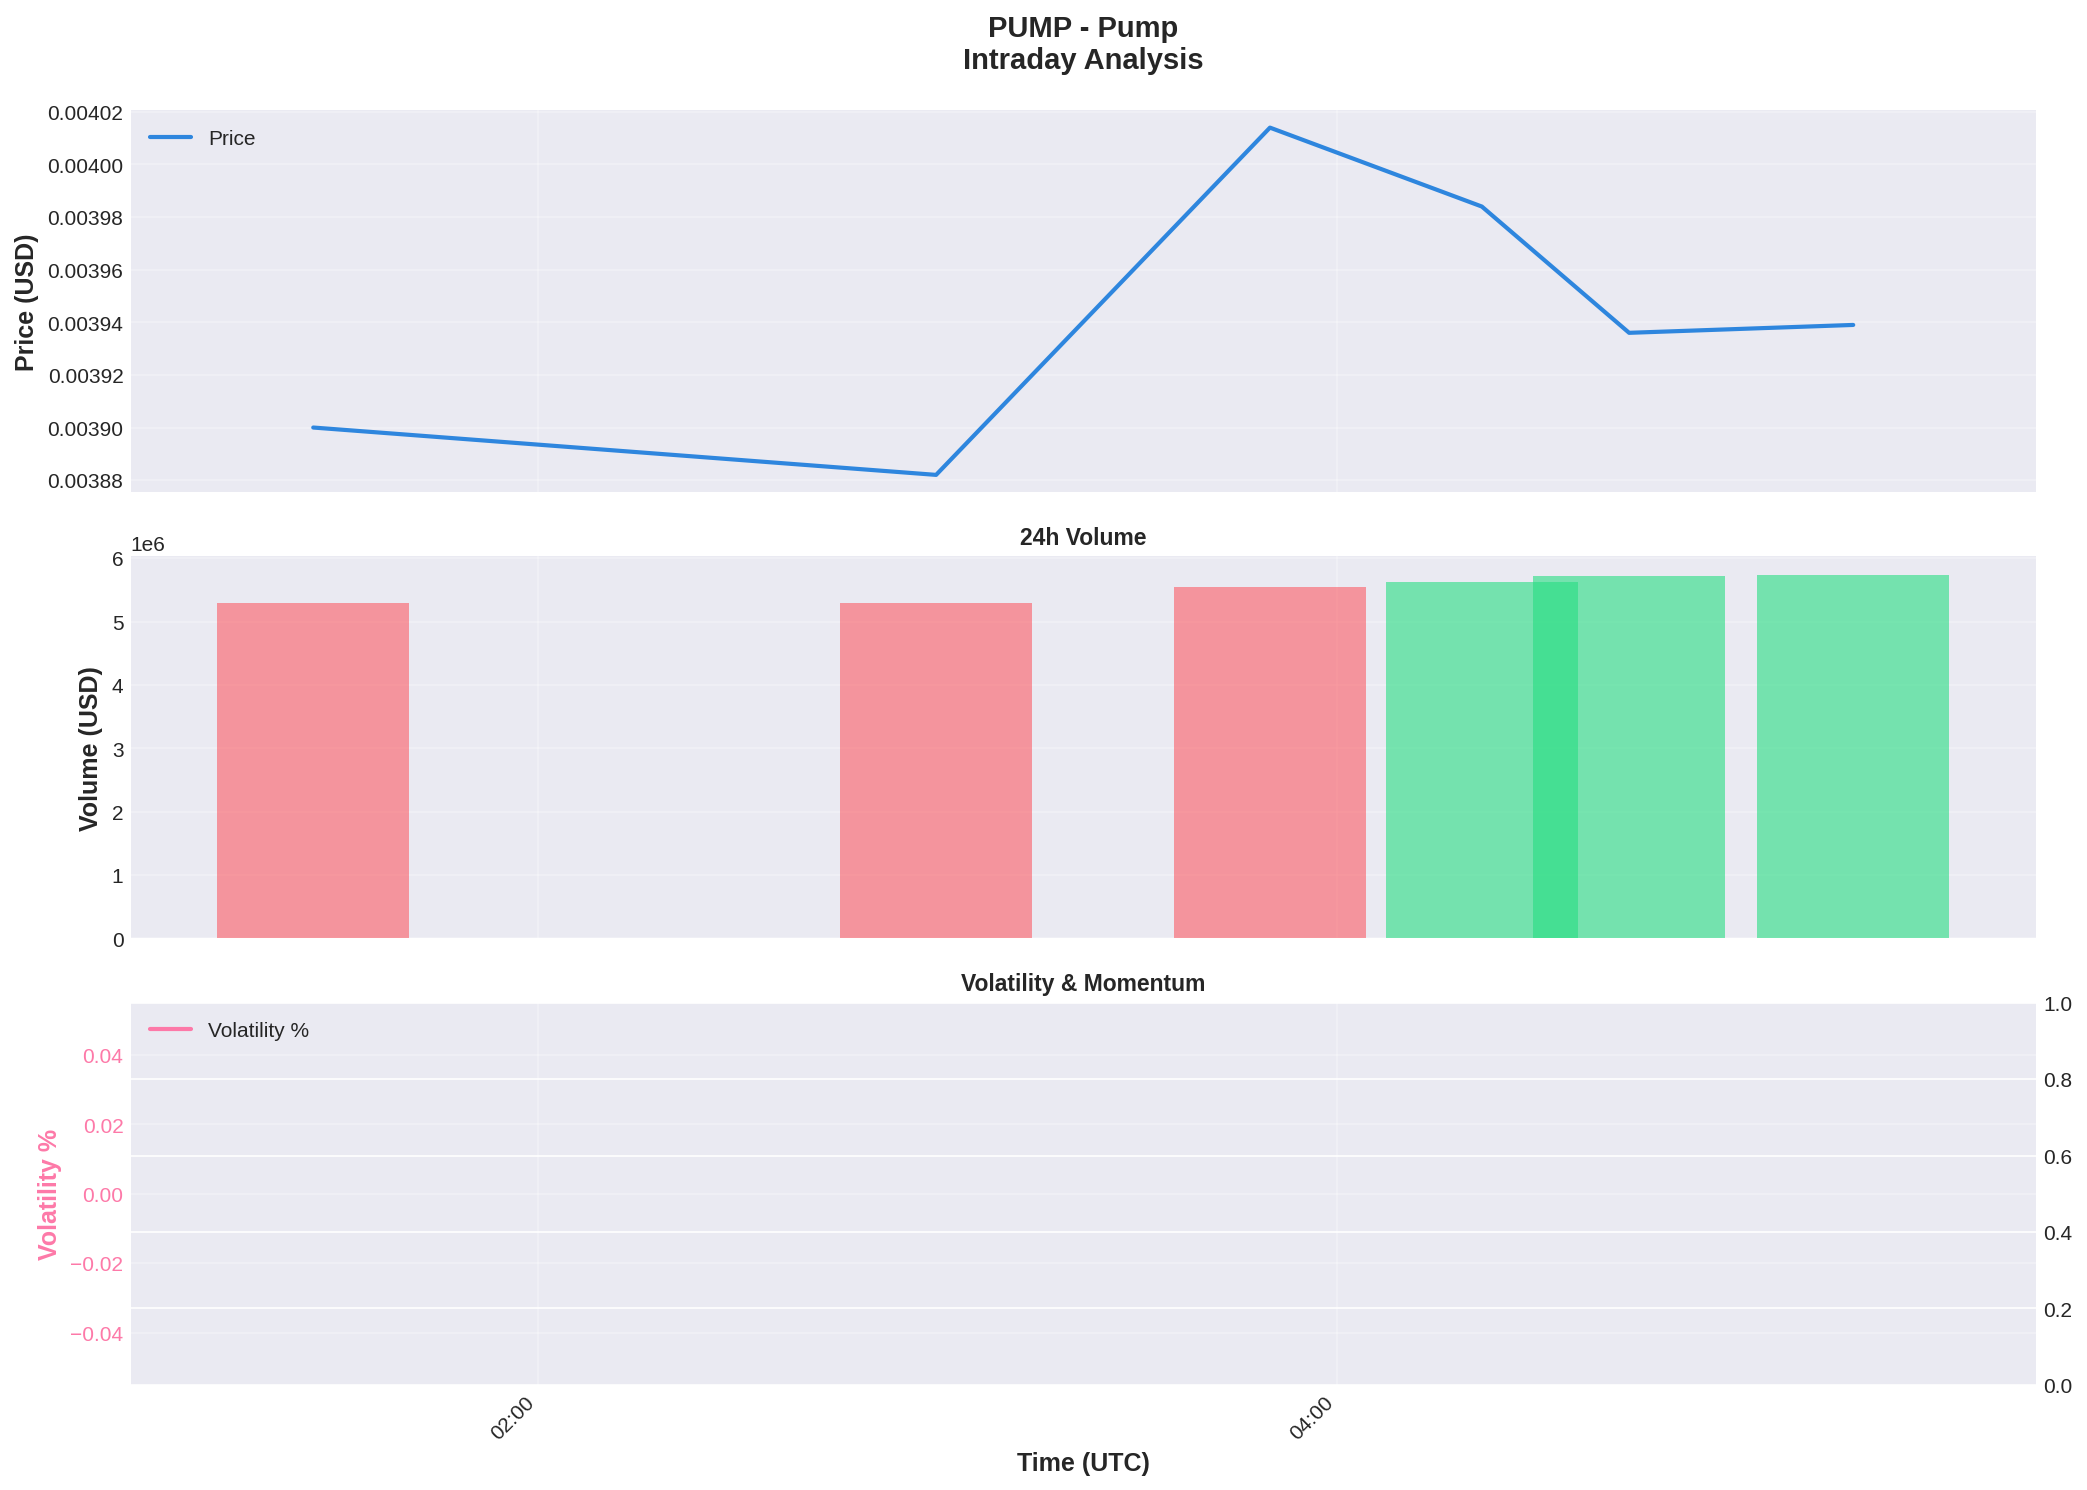 PUMP - Pump
Intraday Analysis
0.00402
0.00400
0.00398
0.00396
0.00394
0.00392
0.00390
0.00388
Price (USD)
Price
24h Volume
1e6
6
5
4
3
2
1
0
Volume (USD)
Volatility & Momentum
Volatility %
0.04
0.02
0.00
−0.02
−0.04
Volatility %
1.0
0.8
0.6
0.4
0.2
0.0
02:00
04:00
Time (UTC)